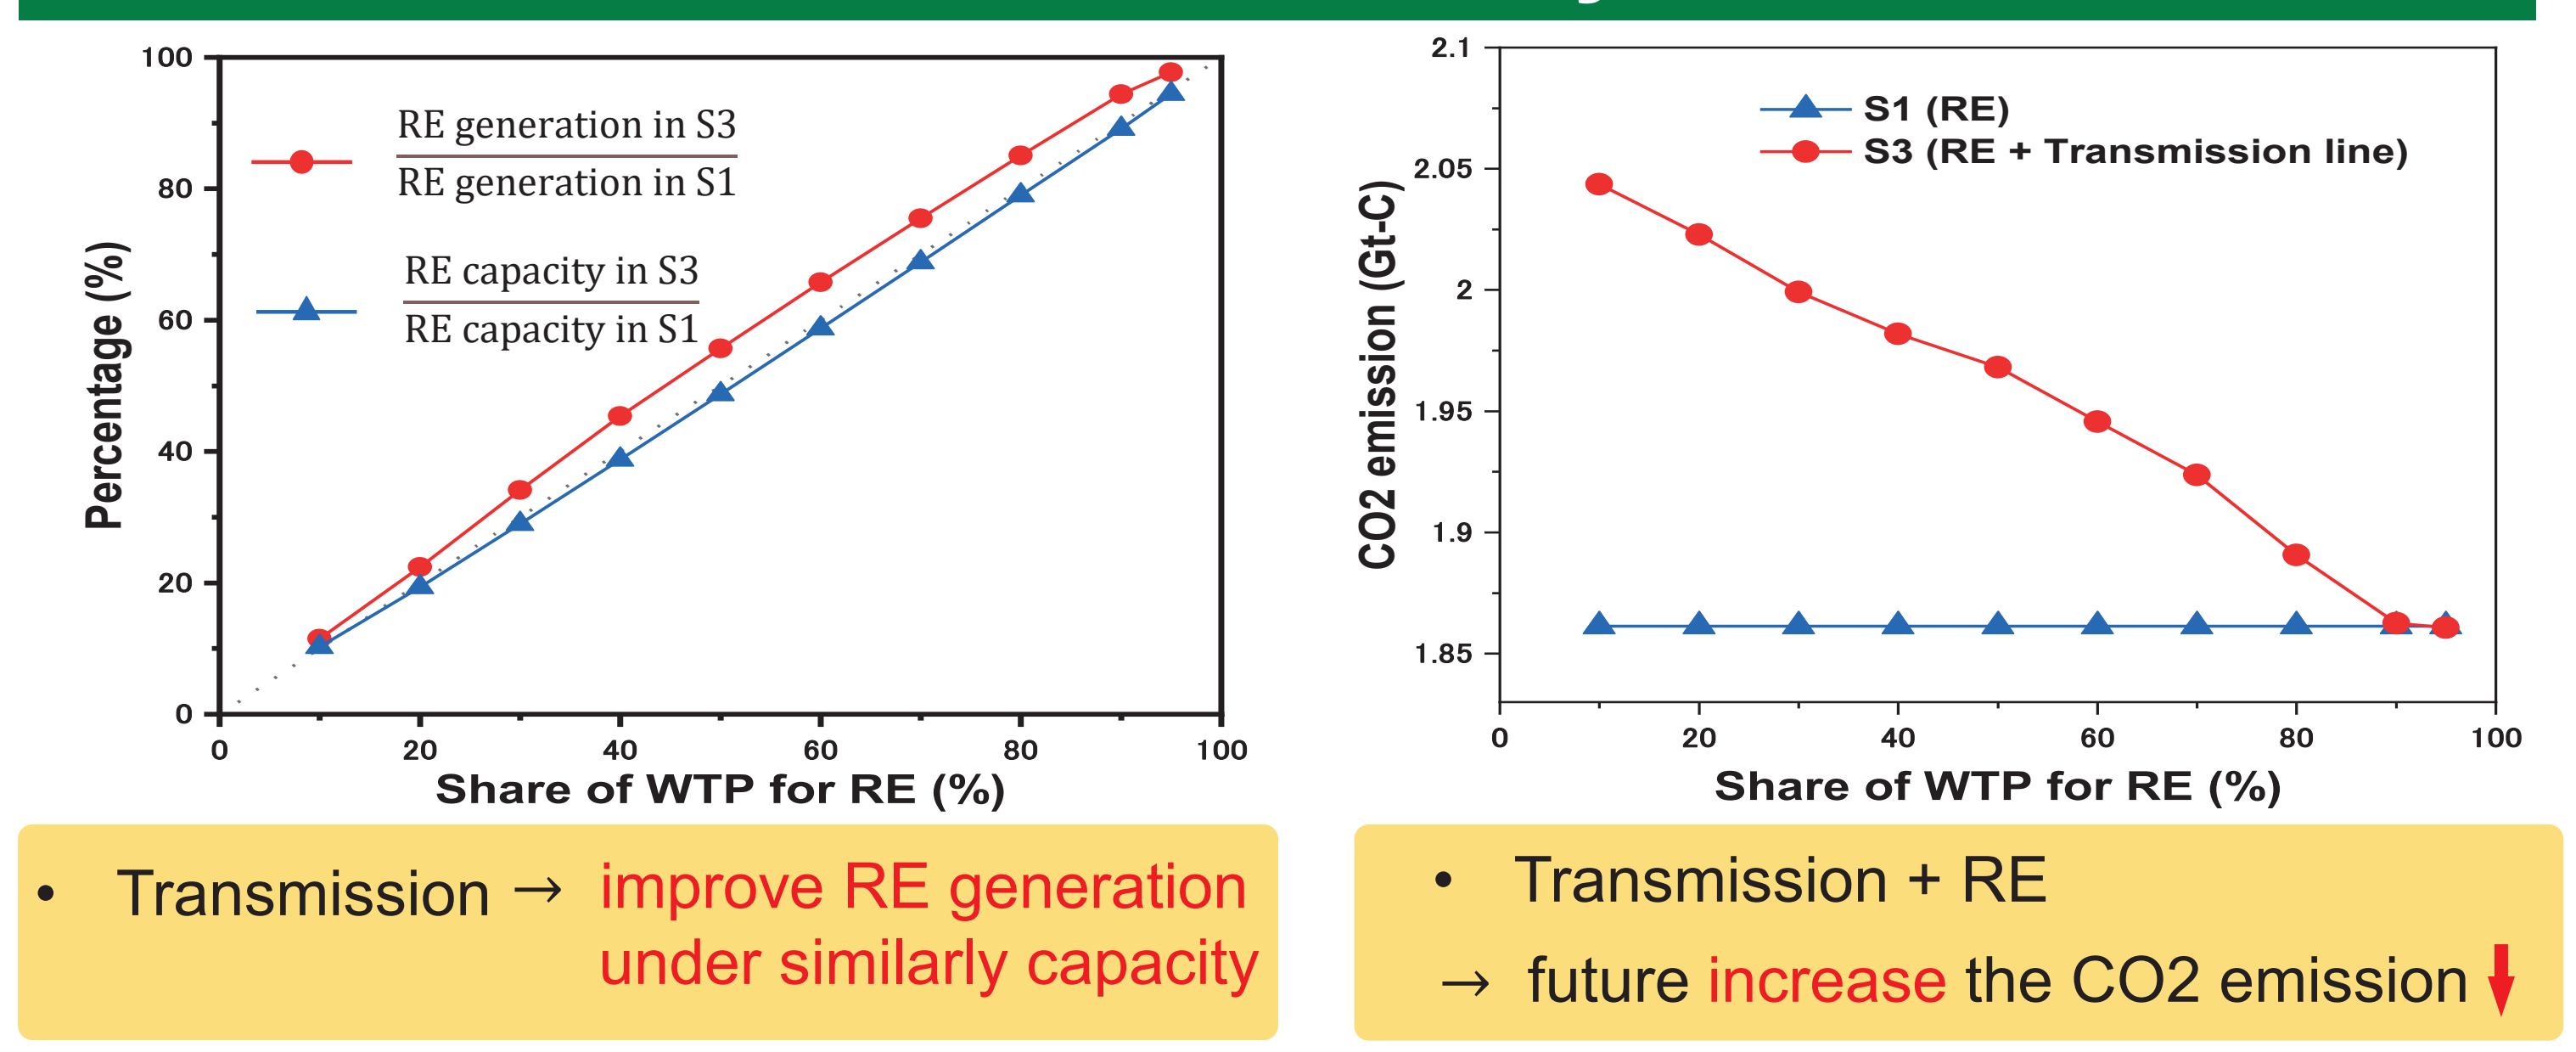 100
80
60
40
20
0
Percentage (%)
RE generation in S3
RE generation in S1
RE capacity in S3
RE capacity in S1
0 20 40 60 80 100
Share of WTP for RE (%)
2.1
2.05
2
1.95
1.9
1.85
CO2 emission (Gt-C)
S1 (RE)
S3 (RE + Transmission line)
0 20 40 60 80 100
Share of WTP for RE (%)
• Transmission → improve RE generation
under similarly capacity
• Transmission + RE
→ future increase the CO2 emission